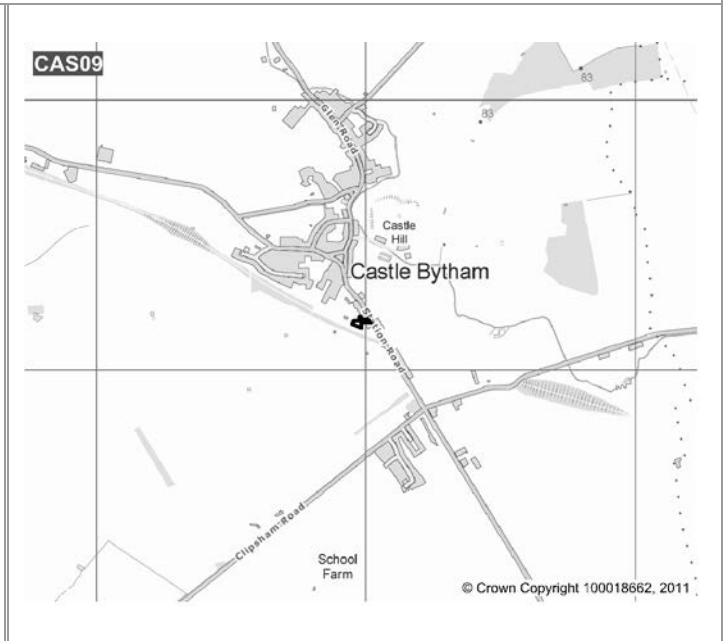 CAS09
83
83
Glen Road
Castle
Hill
Castle Bytham
Station Road
Clipsham Road
School
Farm
© Crown Copyright 100018662, 2011